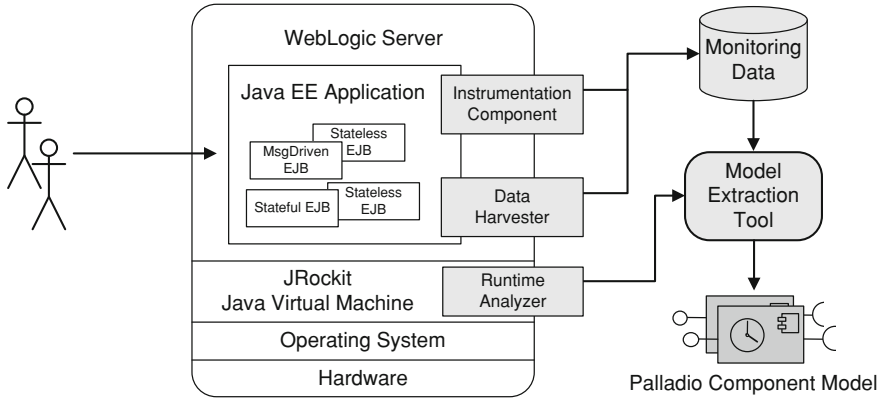 WebLogic Server
Java EE Application
Stateless
EJB
MsgDriven
EJB
Stateless
EJB
Stateful EJB
Instrumentation
Component
Data
Harvester
JRockit
Java Virtual Machine
Runtime
Analyzer
Operating System
Hardware
Monitoring
Data
Model
Extraction
Tool
Palladio Component Model